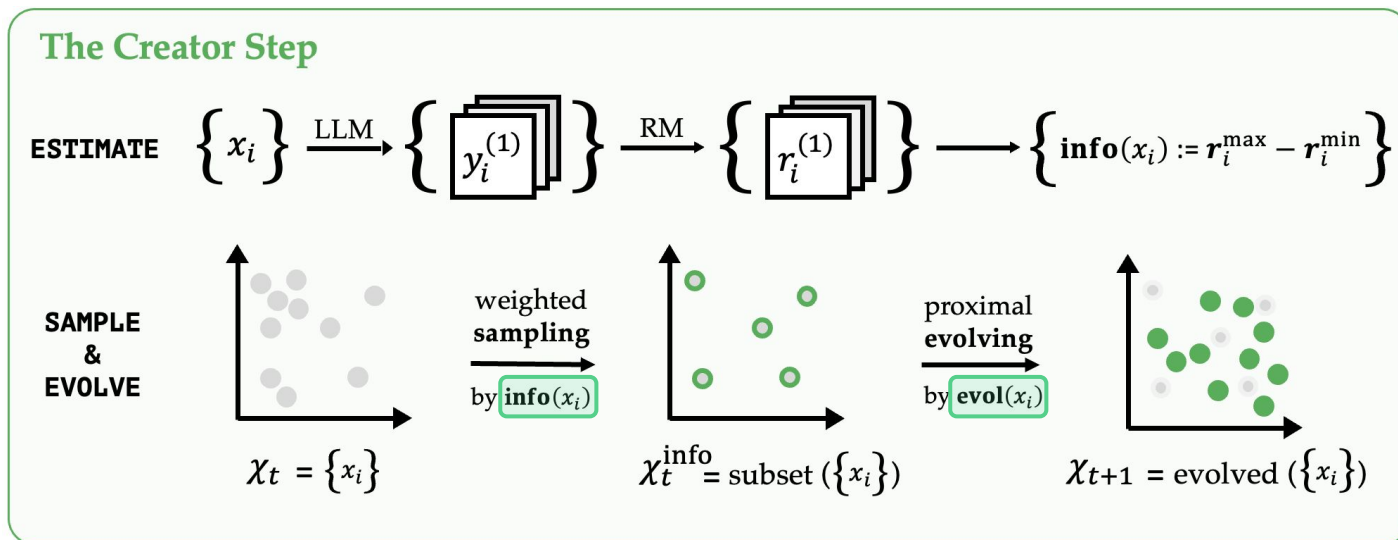 The Creator Step
ESTIMATE
{x_i}
LLM
{y_i^(1)}
RM
{r_i^(1)}
{info(x_i) := r_i^max − r_i^min}
SAMPLE
&
EVOLVE
weighted
sampling
by info(x_i)
proximal
evolving
by evol(x_i)
χ_t = {x_i}
χ_t^info = subset ({x_i})
χ_{t+1} = evolved ({x_i})